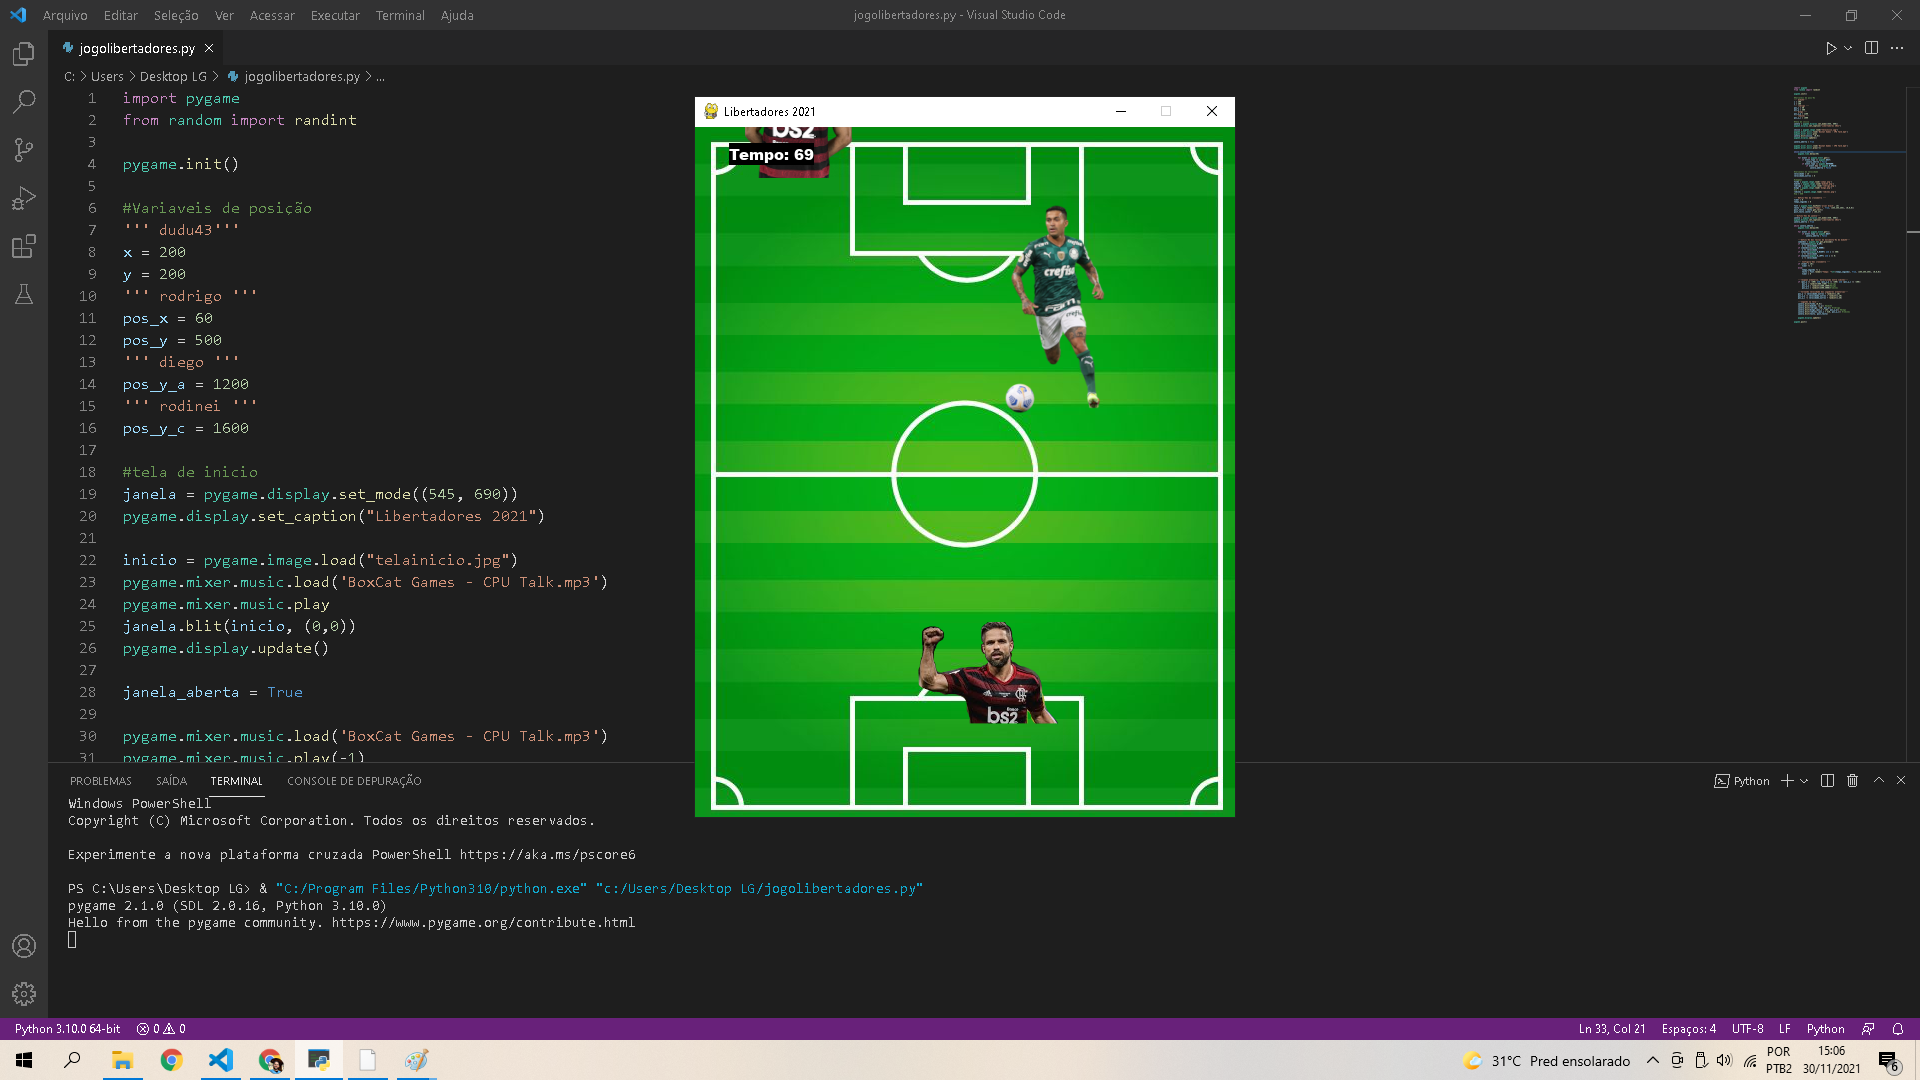 Arquivo Editar Seleção Ver Acessar Executar Terminal Ajuda
jogolibertadores.py - Visual Studio Code
jogolibertadores.py
C: > Users > Desktop LG > jogolibertadores.py > ...
1 import pygame
2 from random import randint
3
4 pygame.init()
5
6 #Variaveis de posição
7 ''' dudu43'''
8 x = 200
9 y = 200
10 ''' rodrigo '''
11 pos_x = 60
12 pos_y = 500
13 ''' diego '''
14 pos_y_a = 1200
15 ''' rodinei '''
16 pos_y_c = 1600
17
18 #tela de inicio
19 janela = pygame.display.set_mode((545, 690))
20 pygame.display.set_caption("Libertadores 2021")
21
22 inicio = pygame.image.load("telainicio.jpg")
23 pygame.mixer.music.load('BoxCat Games - CPU Talk.mp3')
24 pygame.mixer.music.play
25 janela.blit(inicio, (0,0))
26 pygame.display.update()
27
28 janela_aberta = True
29
30 pygame.mixer.music.load('BoxCat Games - CPU Talk.mp3')
31 pygame.mixer.music.play(-1)
Libertadores 2021
bs2
Tempo: 69
crefisa
bs2
PROBLEMAS SAÍDA TERMINAL CONSOLE DE DEPURAÇÃO
Python
Windows PowerShell
Copyright (C) Microsoft Corporation. Todos os direitos reservados.
Experimente a nova plataforma cruzada PowerShell https://aka.ms/pscore6
PS C:\Users\Desktop LG> & "C:/Program Files/Python310/python.exe" "c:/Users/Desktop LG/jogolibertadores.py"
pygame 2.1.0 (SDL 2.0.16, Python 3.10.0)
Hello from the pygame community. https://www.pygame.org/contribute.html
Python 3.10.0 64-bit 0 0
Ln 33, Col 21 Espaços: 4 UTF-8 LF Python
31°C Pred ensolarado
POR
PTB2
15:06
30/11/2021
6